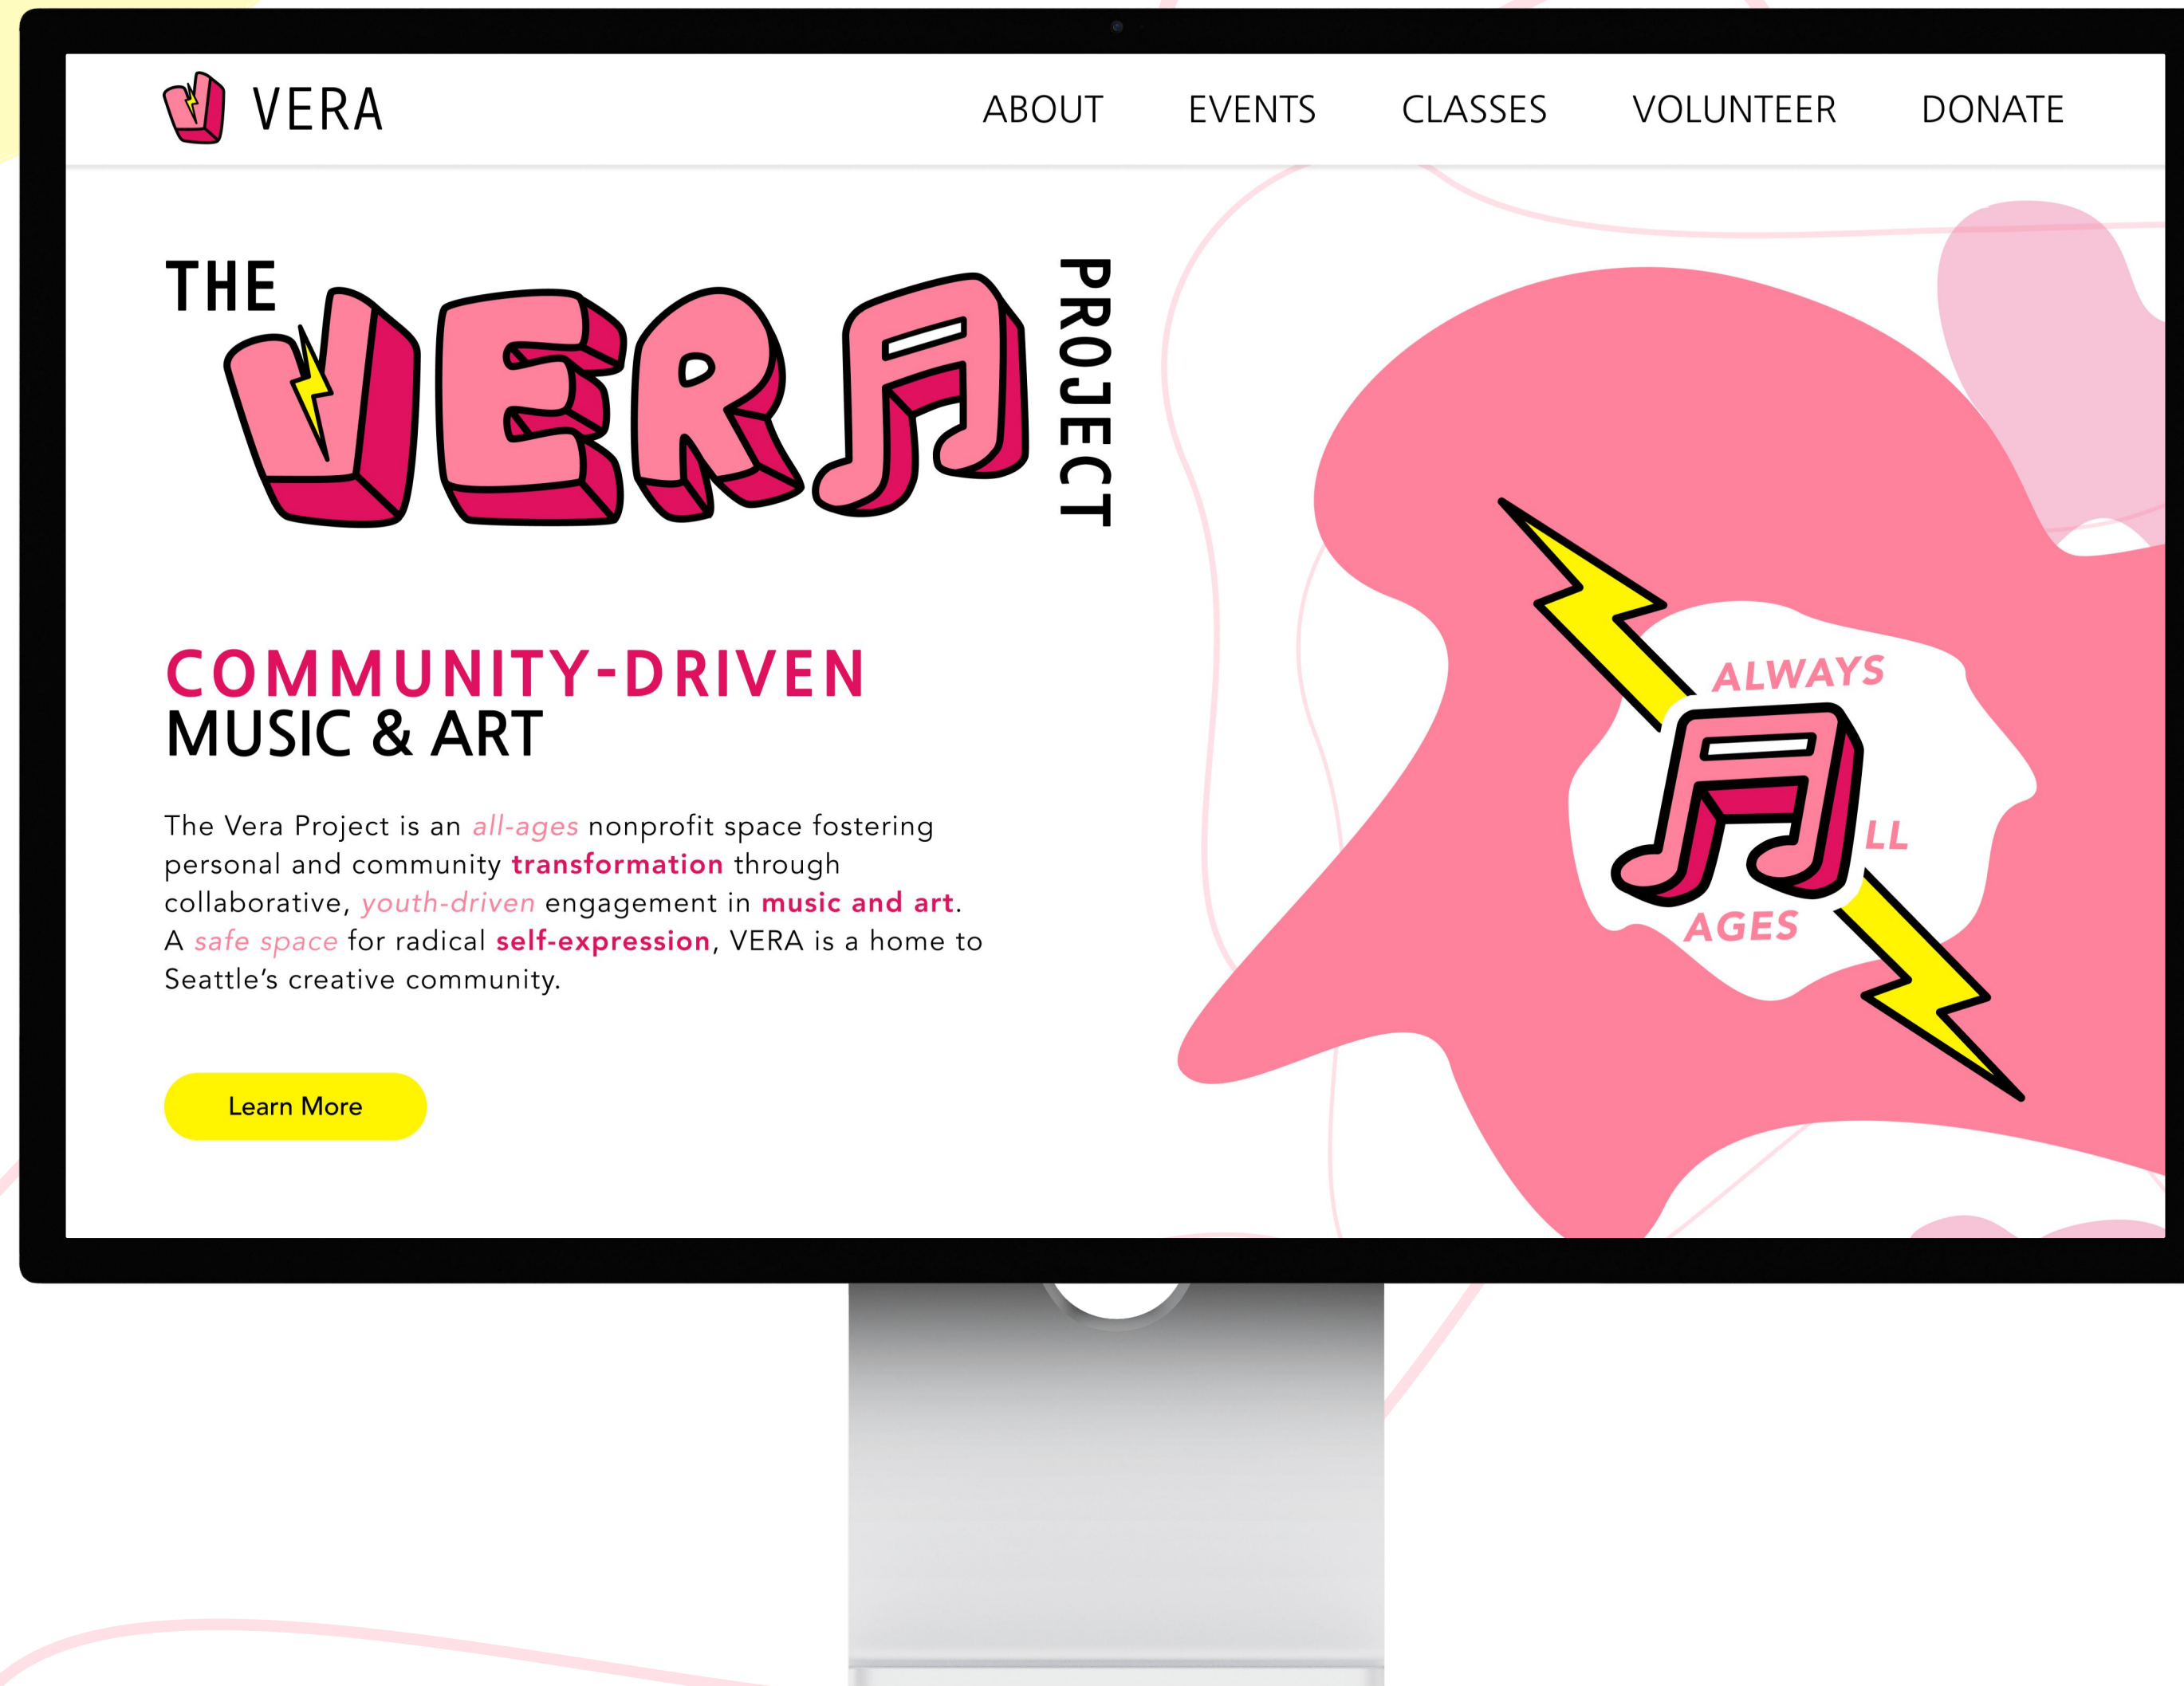 VERA
ABOUT EVENTS CLASSES VOLUNTEER DONATE
THE
VERA
PROJECT
COMMUNITY-DRIVEN
MUSIC & ART
The Vera Project is an all-ages nonprofit space fostering
personal and community transformation through
collaborative, youth-driven engagement in music and art.
A safe space for radical self-expression, VERA is a home to
Seattle’s creative community.
Learn More
ALWAYS
ALL
AGES